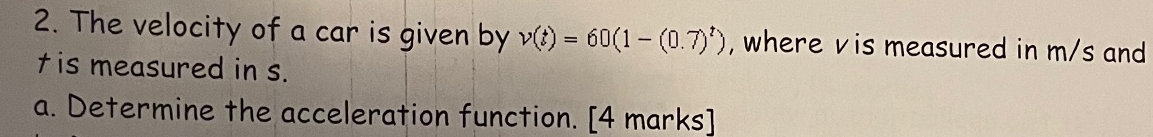 2. The velocity of a car is given by v(t) = 60(1 – (0.7)ᵗ), where v is measured in m/s and
t is measured in s.
a. Determine the acceleration function. [4 marks]